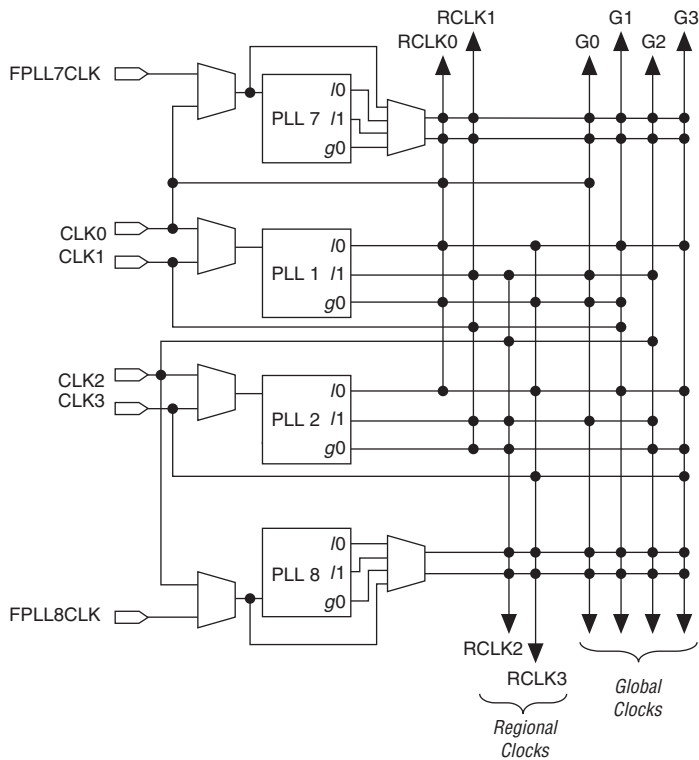 RCLK1
G1
G3
RCLK0
G0
G2
FPLL7CLK
l0
PLL 7
l1
g0
CLK0
CLK1
l0
PLL 1
l1
g0
CLK2
CLK3
l0
PLL 2
l1
g0
l0
PLL 8
l1
g0
FPLL8CLK
RCLK2
RCLK3
Regional
Clocks
Global
Clocks